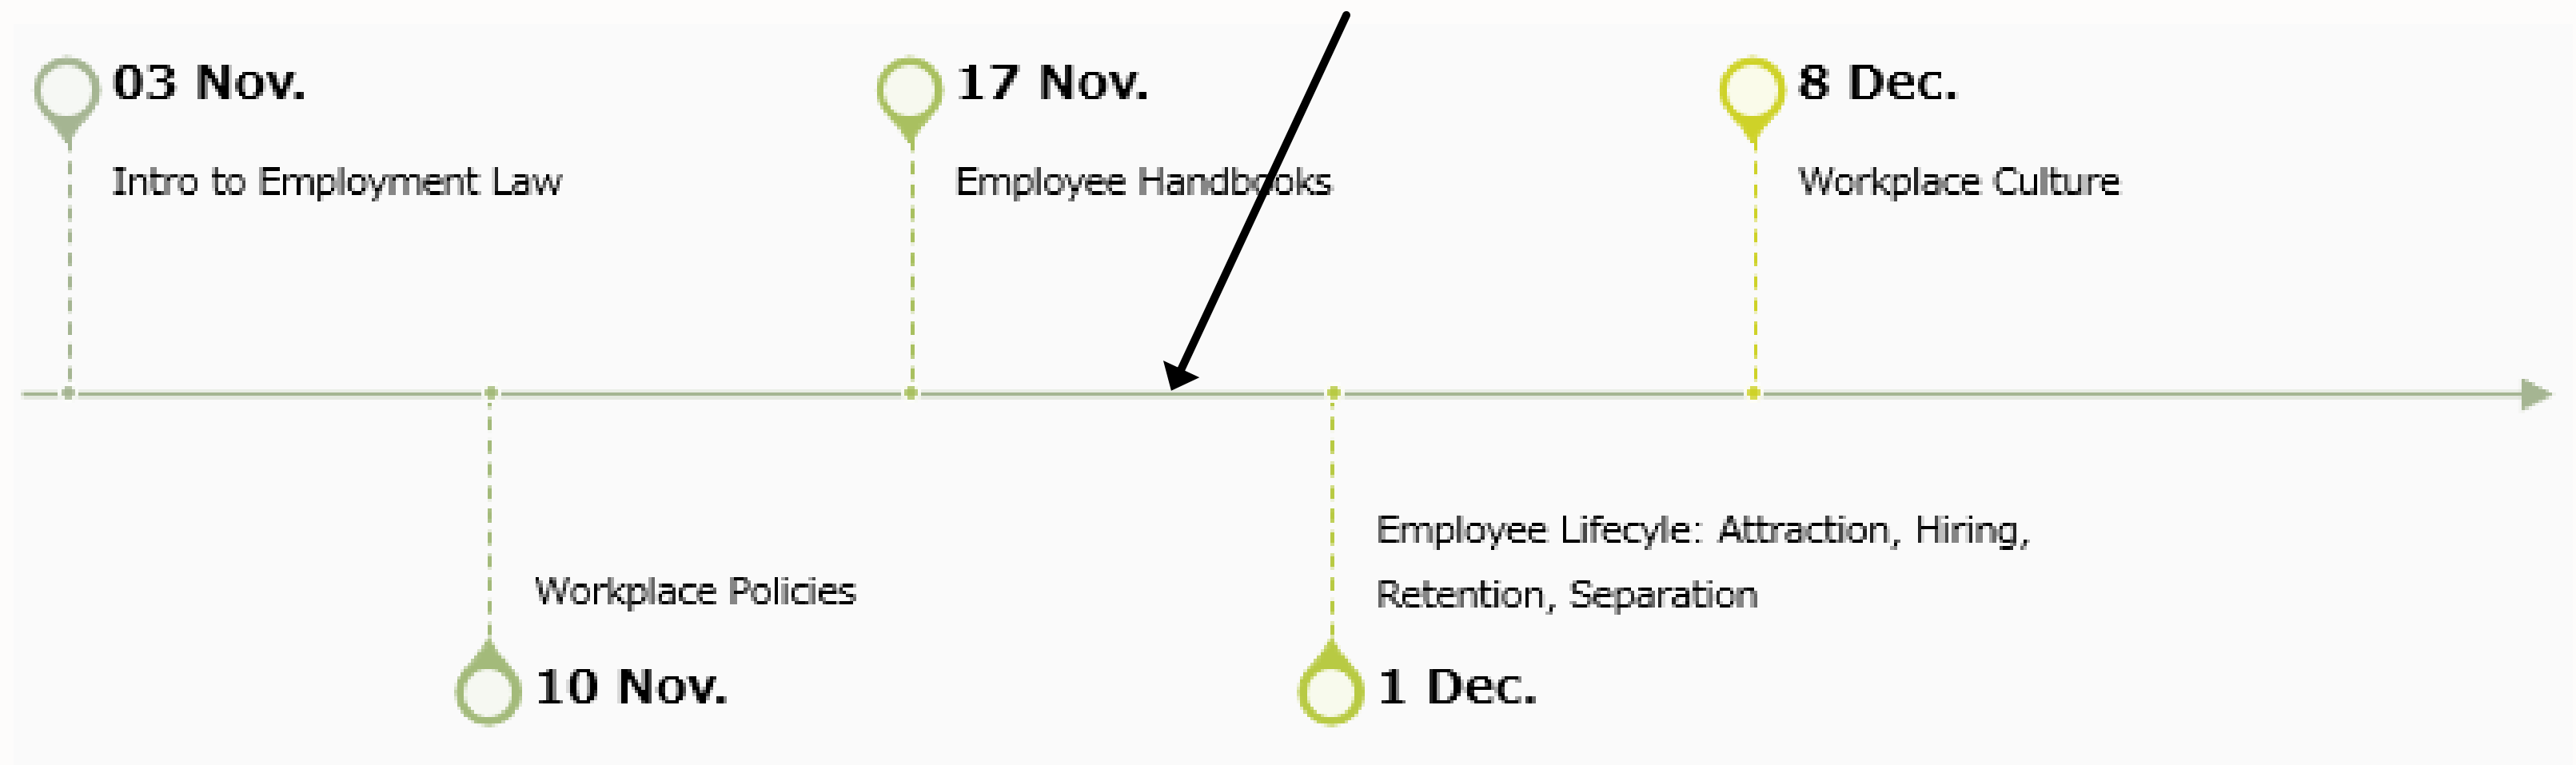 03 Nov.
Intro to Employment Law
17 Nov.
Employee Handbooks
8 Dec.
Workplace Culture
Workplace Policies
10 Nov.
Employee Lifecyle: Attraction, Hiring,
Retention, Separation
1 Dec.